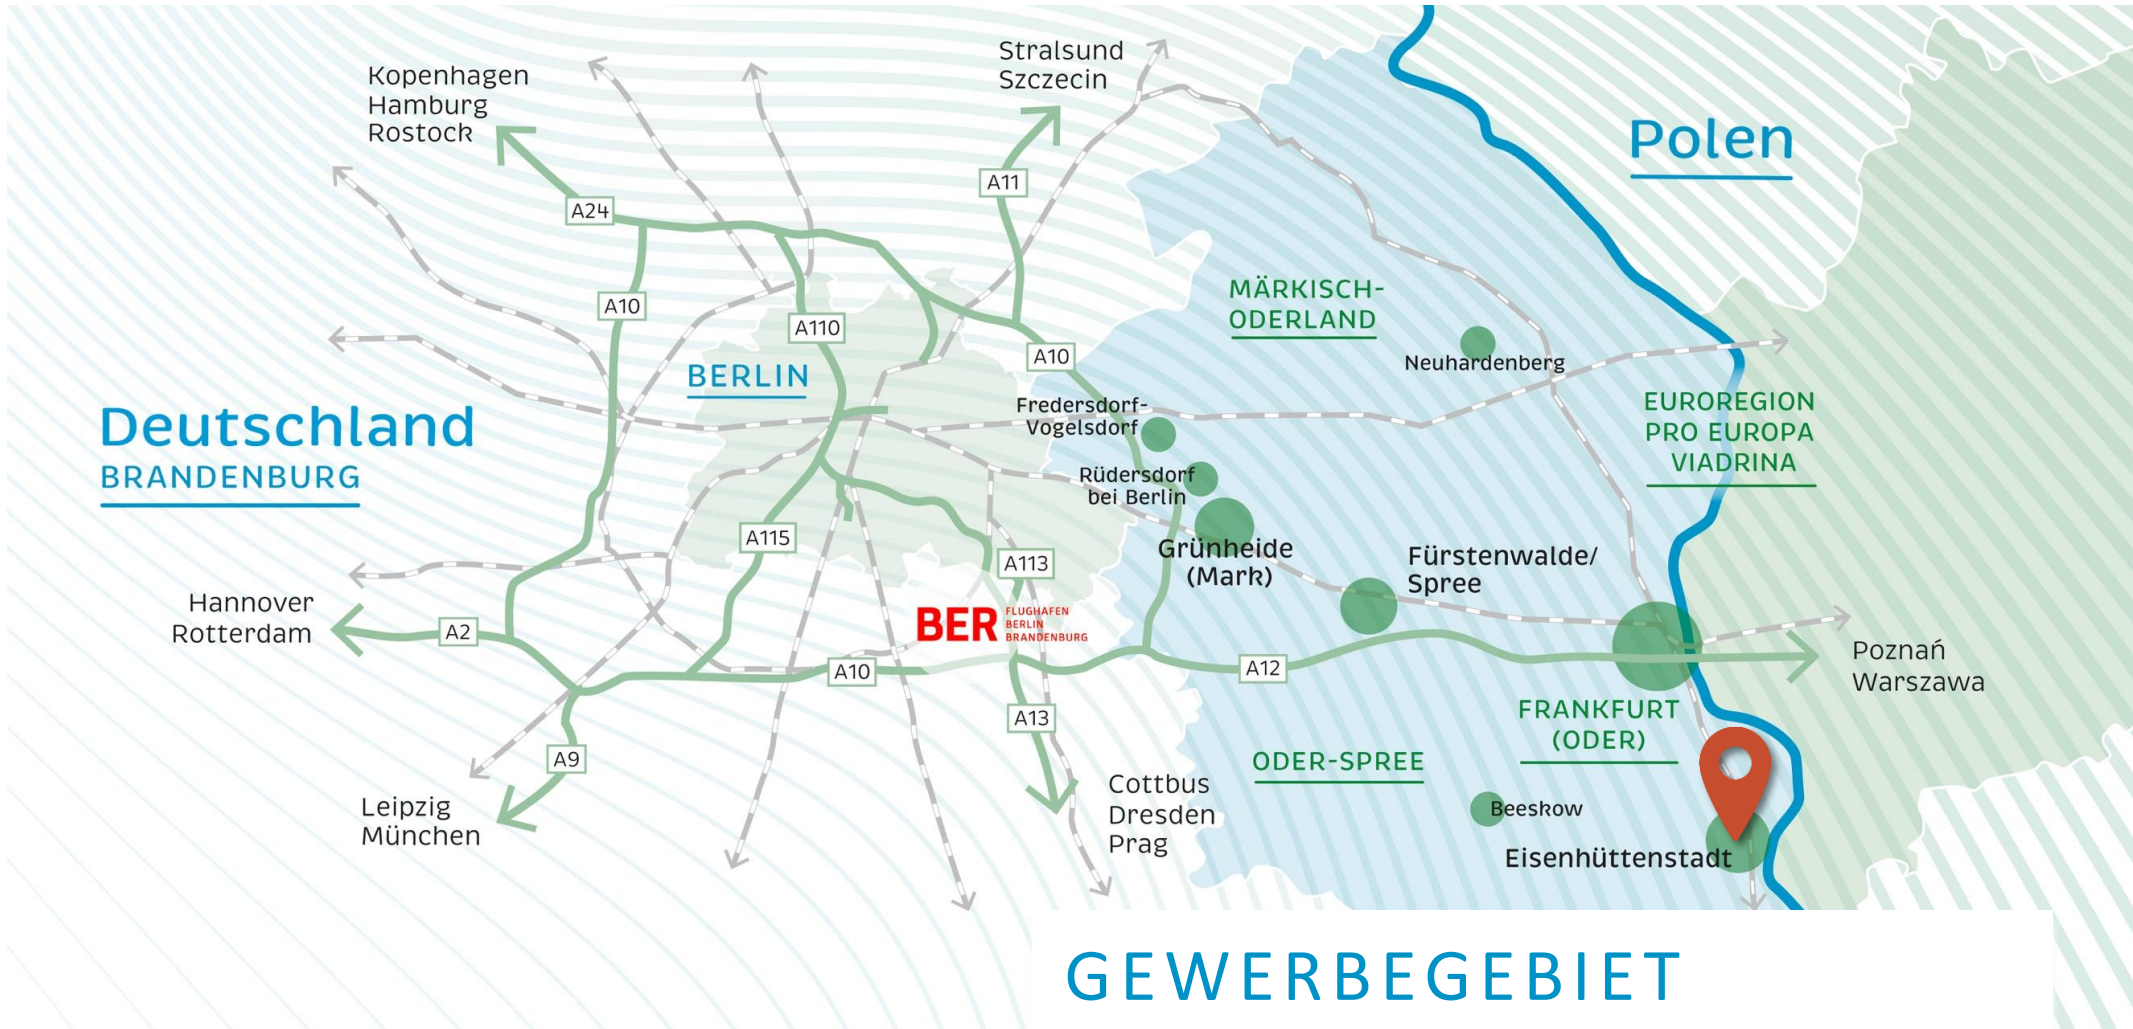 Kopenhagen
Hamburg
Rostock
Stralsund
Szczecin
Polen
A24
A11
A10
A110
A10
MÄRKISCH-
ODERLAND
Neuhardenberg
BERLIN
Deutschland
BRANDENBURG
Fredersdorf-
Vogelsdorf
EUROREGION
PRO EUROPA
VIADRINA
Rüdersdorf
bei Berlin
A115
A113
Grünheide
(Mark)
Fürstenwalde/
Spree
Hannover
Rotterdam
A2
BER
FLUGHAFEN
BERLIN
BRANDENBURG
A10
A12
Poznań
Warszawa
A13
FRANKFURT
(ODER)
A9
ODER-SPREE
Leipzig
München
Cottbus
Dresden
Prag
Beeskow
Eisenhüttenstadt
GEWERBEGEBIET